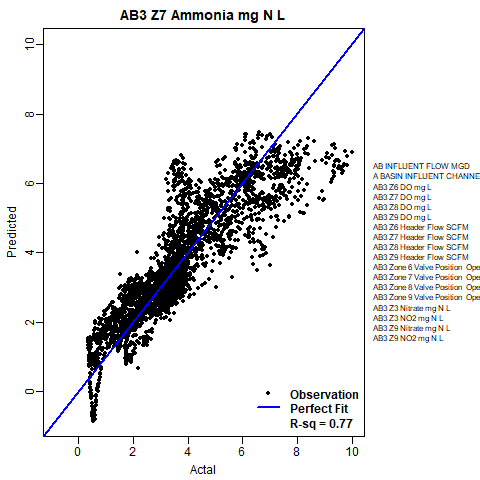 AB3 Z7 Ammonia mg N L
10
8
6
4
2
0
Predicted
0 2 4 6 8 10
Actal
Observation
Perfect Fit
R-sq = 0.77
AB INFLUENT FLOW MGD
A BASIN INFLUENT CHANNE
AB3 Z6 DO mg L
AB3 Z7 DO mg L
AB3 Z8 DO mg L
AB3 Z9 DO mg L
AB3 Z6 Header Flow SCFM
AB3 Z7 Header Flow SCFM
AB3 Z8 Header Flow SCFM
AB3 Z9 Header Flow SCFM
AB3 Zone 6 Valve Position Ope
AB3 Zone 7 Valve Position Ope
AB3 Zone 8 Valve Position Ope
AB3 Zone 9 Valve Position Ope
AB3 Z3 Nitrate mg N L
AB3 Z3 NO2 mg N L
AB3 Z9 Nitrate mg N L
AB3 Z9 NO2 mg N L